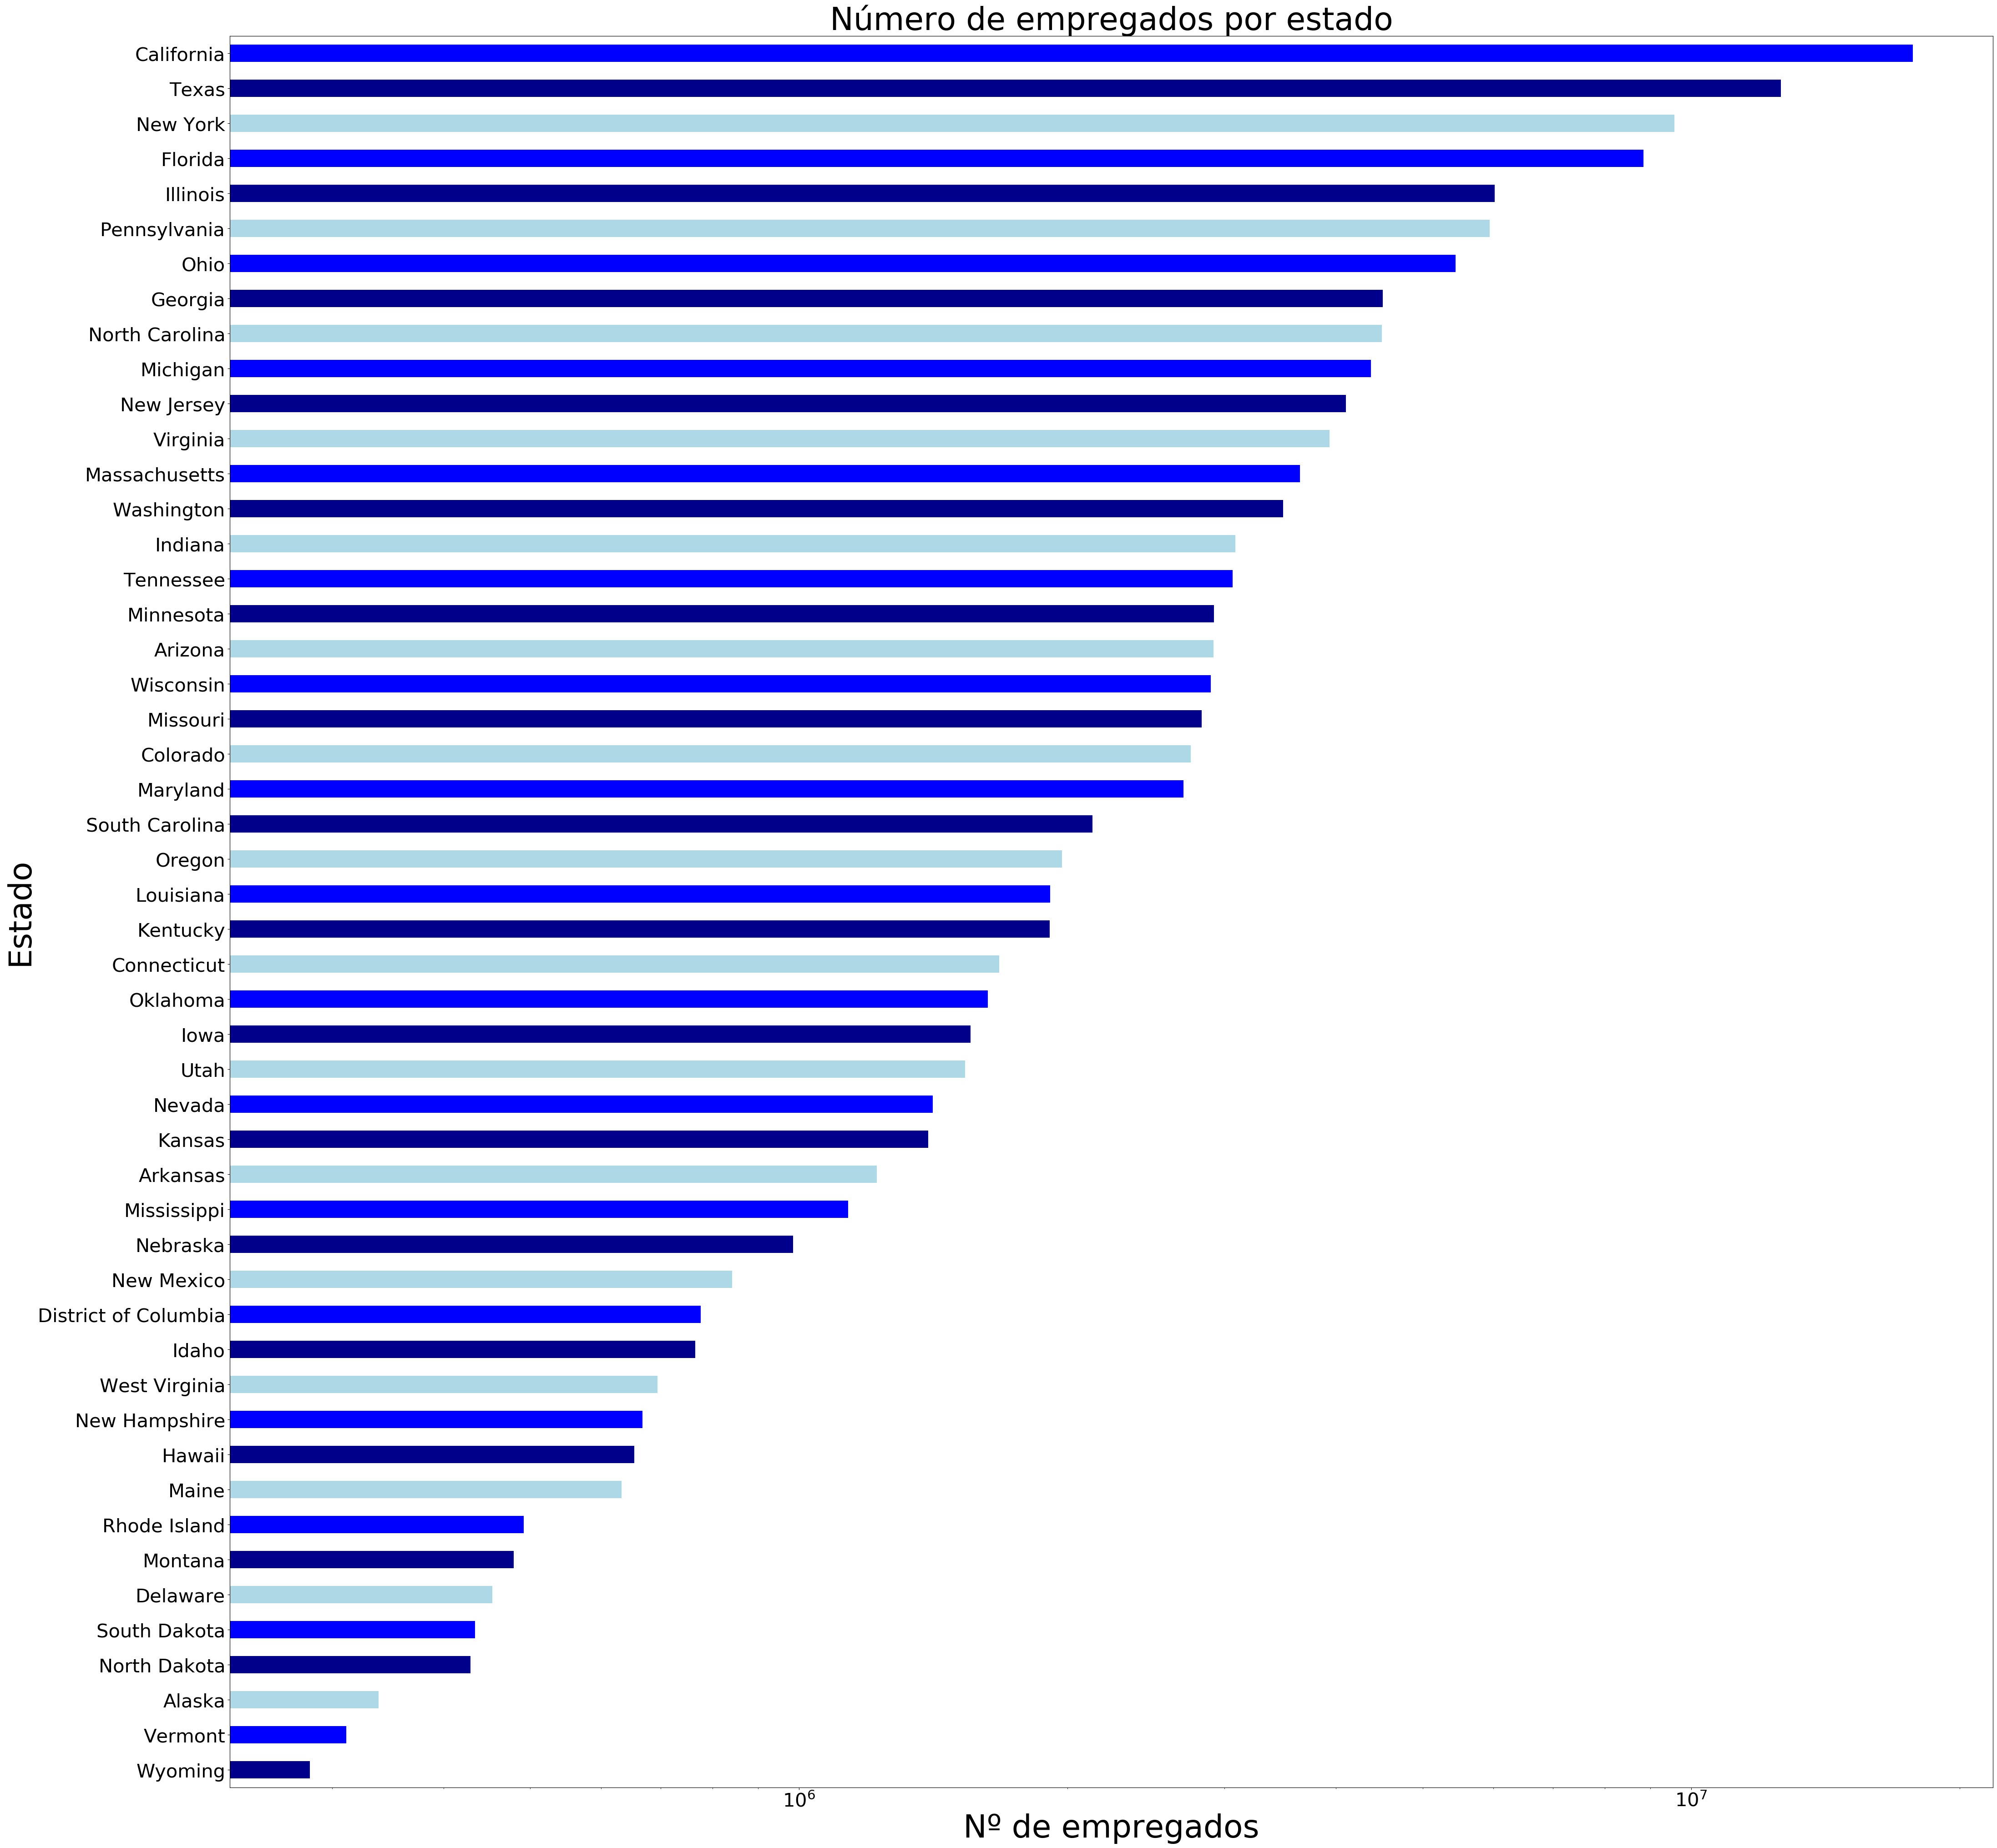 Número de empregados por estado
California
Texas
New York
Florida
Illinois
Pennsylvania
Ohio
Georgia
North Carolina
Michigan
New Jersey
Virginia
Massachusetts
Washington
Indiana
Tennessee
Minnesota
Arizona
Wisconsin
Missouri
Colorado
Maryland
South Carolina
Oregon
Louisiana
Kentucky
Connecticut
Oklahoma
Iowa
Utah
Nevada
Kansas
Arkansas
Mississippi
Nebraska
New Mexico
District of Columbia
Idaho
West Virginia
New Hampshire
Hawaii
Maine
Rhode Island
Montana
Delaware
South Dakota
North Dakota
Alaska
Vermont
Wyoming
Estado
10⁶ 10⁷
Nº de empregados